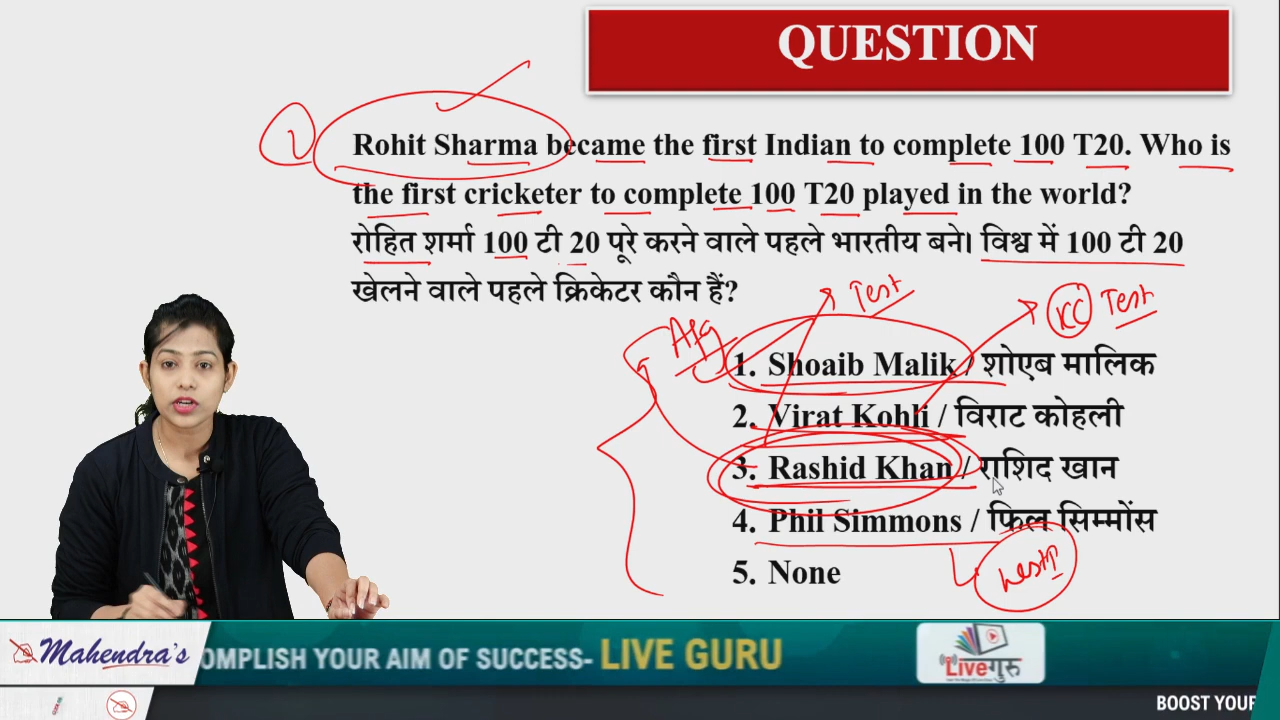 QUESTION
Rohit Sharma became the first Indian to complete 100 T20. Who is
the first cricketer to complete 100 T20 played in the world?
रोहित शर्मा 100 टी 20 पूरे करने वाले पहले भारतीय बने। विश्व में 100 टी 20
खेलने वाले पहले क्रिकेटर कौन हैं?
Test
KC Test
Afg
1. Shoaib Malik / शोएब मालिक
2. Virat Kohli / विराट कोहली
3. Rashid Khan / राशिद खान
4. Phil Simmons / फिल सिम्मोंस
5. None
Mahendra's
OMPLISH YOUR AIM OF SUCCESS- LIVE GURU
Liveगुरु
BOOST YOUR